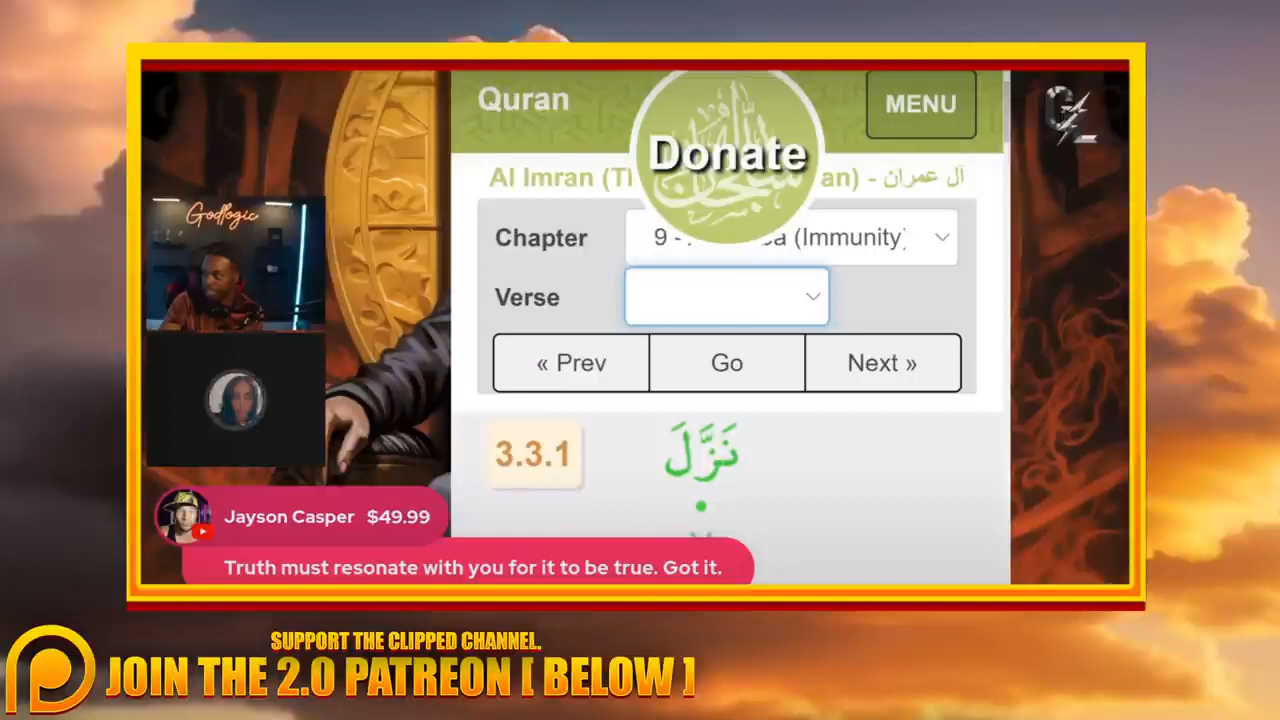 Quran
Donate
MENU
Al Imran (
an) - آل عمران
Chapter
9 -
a (Immunity)
Verse
« Prev
Go
Next »
3.3.1
نَزَّلَ
Godlogic
Jayson Casper $49.99
Truth must resonate with you for it to be true. Got it.
SUPPORT THE CLIPPED CHANNEL.
JOIN THE 2.0 PATREON [ BELOW ]